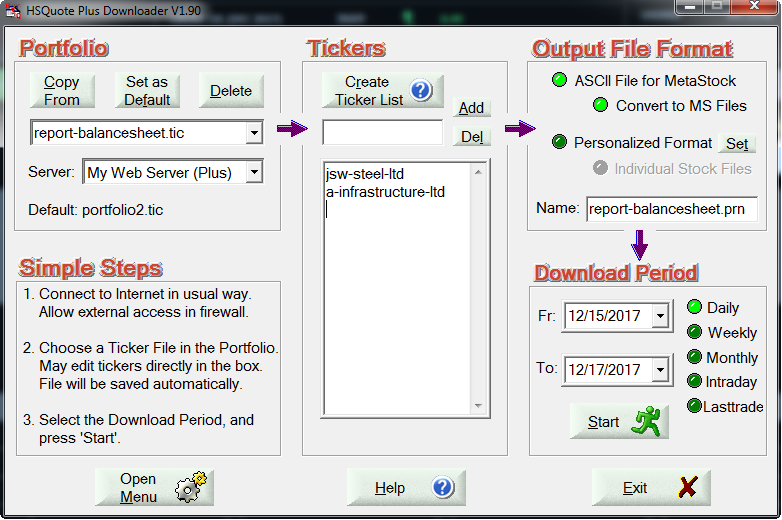 HSQuote Plus Downloader V1.90
Portfolio
Copy
From
Set as
Default
Delete
report-balancesheet.tic
Server: My Web Server (Plus)
Default: portfolio2.tic
Simple Steps
1. Connect to Internet in usual way.
Allow external access in firewall.
2. Choose a Ticker File in the Portfolio.
May edit tickers directly in the box.
File will be saved automatically.
3. Select the Download Period, and
press 'Start'.
Open
Menu
Tickers
Create
Ticker List ?
Add
Del
jsw-steel-ltd
a-infrastructure-ltd
Help ?
Output File Format
ASCII File for MetaStock
Convert to MS Files
Personalized Format Set
Individual Stock Files
Name: report-balancesheet.prn
Download Period
Fr: 12/15/2017
To: 12/17/2017
Daily
Weekly
Monthly
Intraday
Lasttrade
Start
Exit X